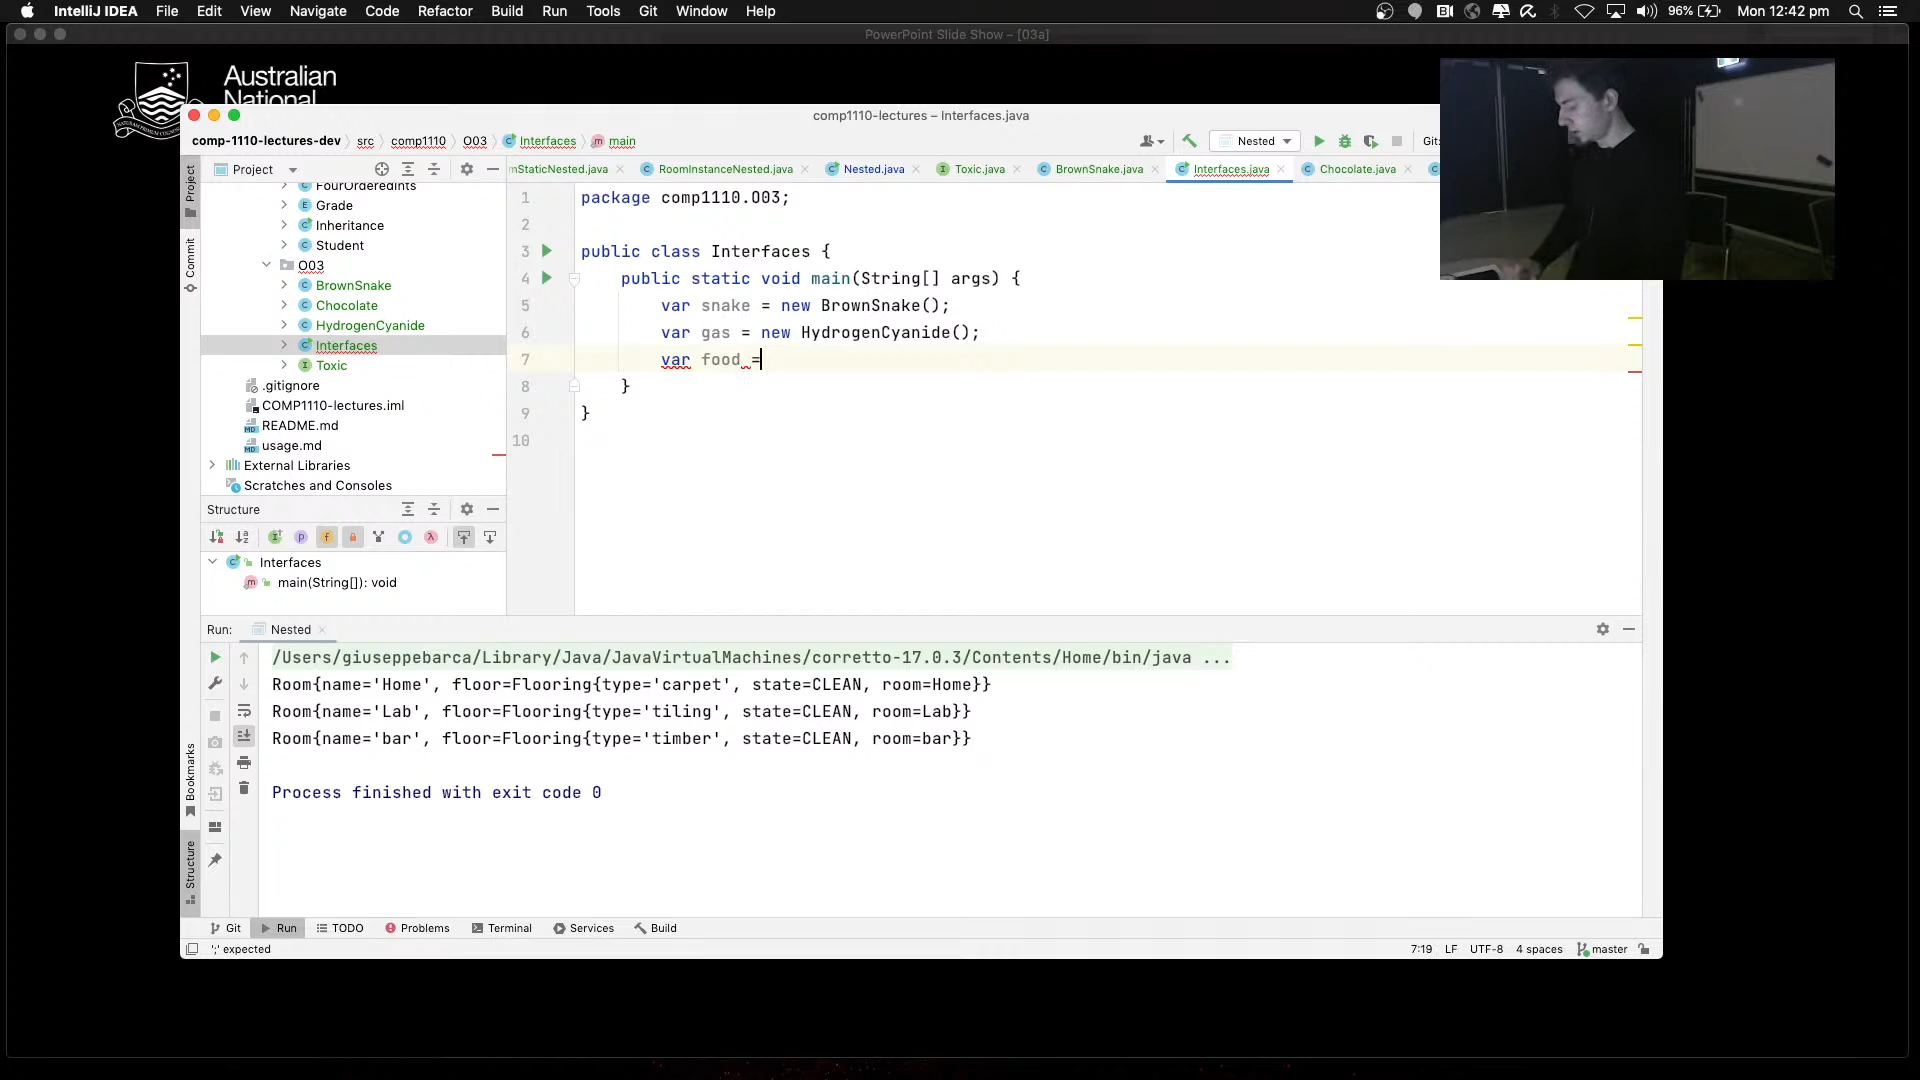 IntelliJ IDEA File Edit View Navigate Code Refactor Build Run Tools Git Window Help 96% Mon 12:42 pm
PowerPoint Slide Show – [03a]
Australian
National
comp1110-lectures – Interfaces.java
comp-1110-lectures-dev src comp1110 O03 Interfaces main Nested Git:
Project mStaticNested.java RoomInstanceNested.java Nested.java Toxic.java BrownSnake.java Interfaces.java Chocolate.java
Project
Commit
FourOrderedInts
Grade
Inheritance
Student
O03
BrownSnake
Chocolate
HydrogenCyanide
Interfaces
Toxic
.gitignore
COMP1110-lectures.iml
README.md
usage.md
External Libraries
Scratches and Consoles
1 package comp1110.O03;
2
3 public class Interfaces {
4 public static void main(String[] args) {
5 var snake = new BrownSnake();
6 var gas = new HydrogenCyanide();
7 var food =
8 }
9 }
10
Structure
Interfaces
main(String[]): void
Run: Nested
/Users/giuseppebarca/Library/Java/JavaVirtualMachines/corretto-17.0.3/Contents/Home/bin/java ...
Room{name='Home', floor=Flooring{type='carpet', state=CLEAN, room=Home}}
Room{name='Lab', floor=Flooring{type='tiling', state=CLEAN, room=Lab}}
Room{name='bar', floor=Flooring{type='timber', state=CLEAN, room=bar}}
Process finished with exit code 0
Bookmarks
Structure
Git Run TODO Problems Terminal Services Build
';' expected 7:19 LF UTF-8 4 spaces master